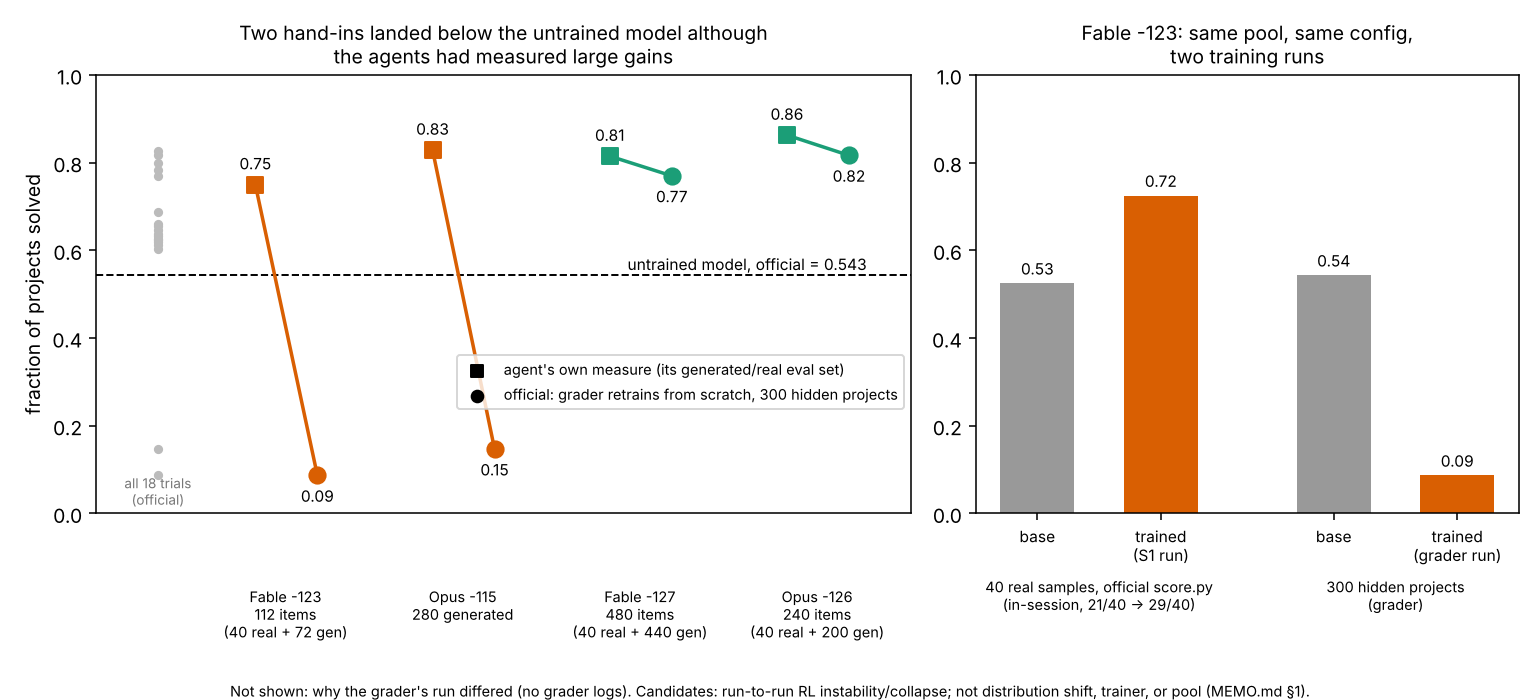 Two hand-ins landed below the untrained model although
the agents had measured large gains
fraction of projects solved
1.0
0.8
0.6
0.4
0.2
0.0
0.75
0.09
0.83
0.15
0.81
0.77
0.86
0.82
untrained model, official = 0.543
agent's own measure (its generated/real eval set)
official: grader retrains from scratch, 300 hidden projects
all 18 trials
(official)
Fable -123
112 items
(40 real + 72 gen)
Opus -115
280 generated
Fable -127
480 items
(40 real + 440 gen)
Opus -126
240 items
(40 real + 200 gen)
Fable -123: same pool, same config,
two training runs
1.0
0.8
0.6
0.4
0.2
0.0
0.53
0.72
0.54
0.09
base
trained
(S1 run)
base
trained
(grader run)
40 real samples, official score.py
(in-session, 21/40 → 29/40)
300 hidden projects
(grader)
Not shown: why the grader's run differed (no grader logs). Candidates: run-to-run RL instability/collapse; not distribution shift, trainer, or pool (MEMO.md §1).